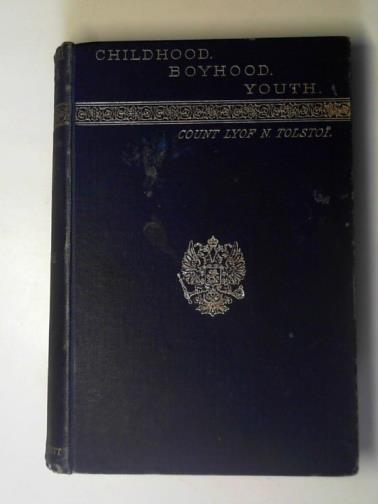 CHILDHOOD.
BOYHOOD.
YOUTH.
COUNT LYOF N. TOLSTOÏ.